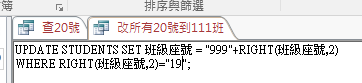 排序與篩選
查20號
改所有20號到111班
UPDATE STUDENTS SET 班級座號 = "999"+RIGHT(班級座號,2)
WHERE RIGHT(班級座號,2)="19";